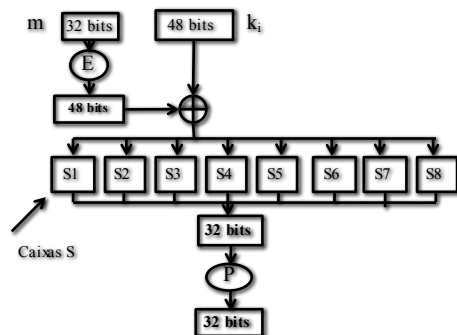 m 32 bits 48 bits ki
E
48 bits
S1 S2 S3 S4 S5 S6 S7 S8
32 bits
Caixas S
P
32 bits